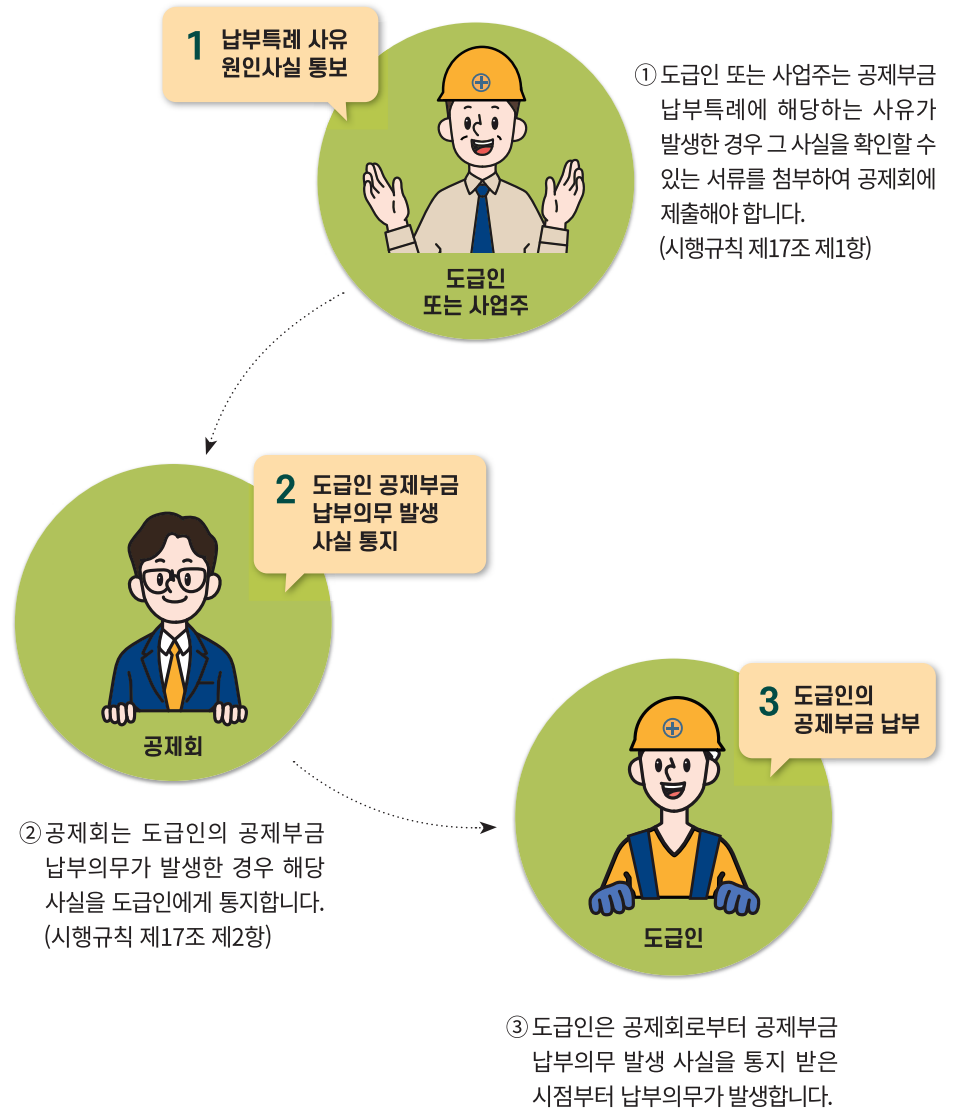 1 납부특례 사유
원인사실 통보
도급인
또는 사업주
① 도급인 또는 사업주는 공제부금
납부특례에 해당하는 사유가
발생한 경우 그 사실을 확인할 수
있는 서류를 첨부하여 공제회에
제출해야 합니다.
(시행규칙 제17조 제1항)
2 도급인 공제부금
납부의무 발생
사실 통지
공제회
② 공제회는 도급인의 공제부금
납부의무가 발생한 경우 해당
사실을 도급인에게 통지합니다.
(시행규칙 제17조 제2항)
3 도급인의
공제부금 납부
도급인
③ 도급인은 공제회로부터 공제부금
납부의무 발생 사실을 통지 받은
시점부터 납부의무가 발생합니다.